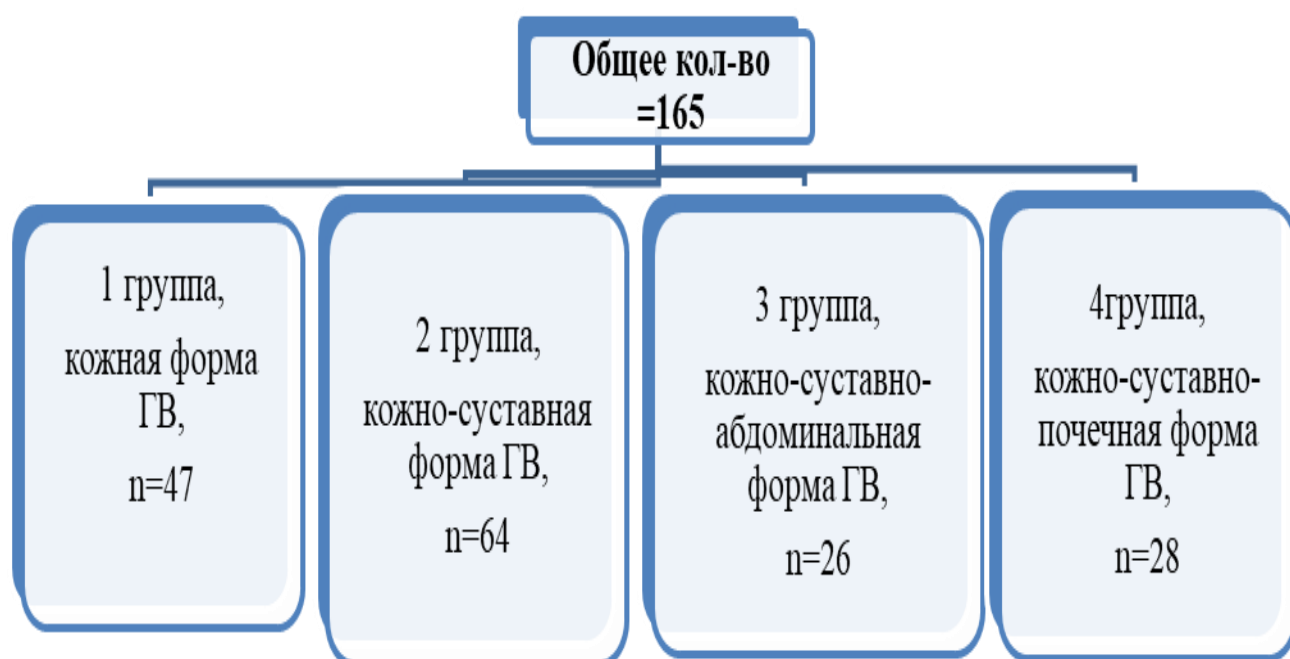 Общее кол-во
=165
1 группа,
кожная форма
ГВ,
n=47
2 группа,
кожно-суставная
форма ГВ,
n=64
3 группа,
кожно-суставно-
абдоминальная
форма ГВ,
n=26
4группа,
кожно-суставно-
почечная форма
ГВ,
n=28